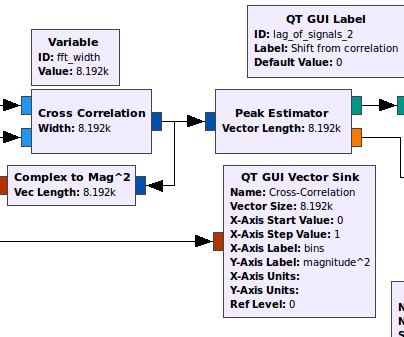 Variable
ID: fft_width
Value: 8.192k
QT GUI Label
ID: lag_of_signals_2
Label: Shift from correlation
Default Value: 0
Cross Correlation
Width: 8.192k
Peak Estimator
Vector Length: 8.192k
Complex to Mag^2
Vec Length: 8.192k
QT GUI Vector Sink
Name: Cross-Correlation
Vector Size: 8.192k
X-Axis Start Value: 0
X-Axis Step Value: 1
X-Axis Label: bins
Y-Axis Label: magnitude^2
X-Axis Units:
Y-Axis Units:
Ref Level: 0
N
N